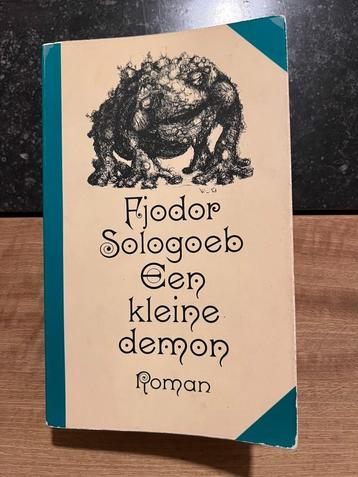 Fjodor
Sologoeb
Een
kleine
demon
Roman